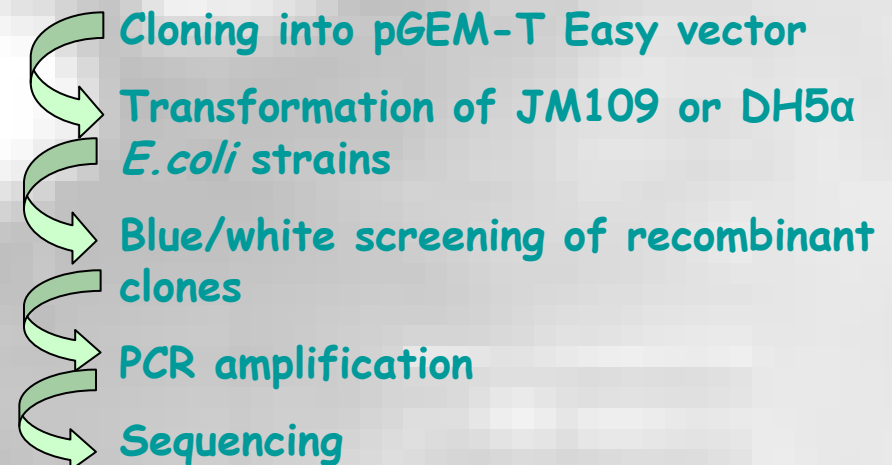 Cloning into pGEM-T Easy vector
Transformation of JM109 or DH5α
E.coli strains
Blue/white screening of recombinant
clones
PCR amplification
Sequencing